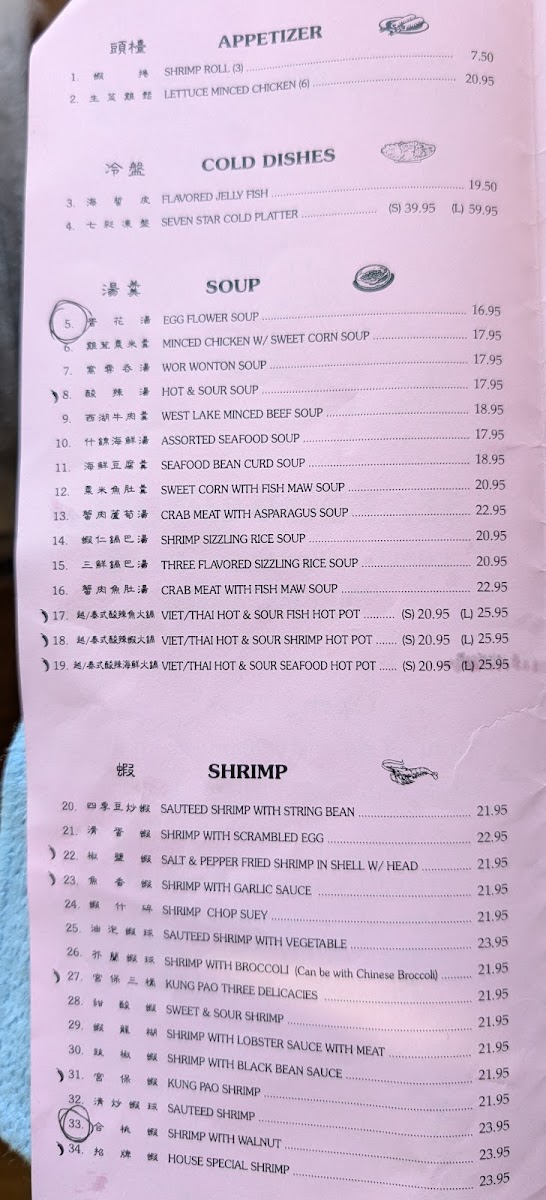 頭檯 APPETIZER
1. 蝦 捲 SHRIMP ROLL (3) 7.50
2. 生菜雞鬆 LETTUCE MINCED CHICKEN (6) 20.95
冷盤 COLD DISHES
3. 海蜇皮 FLAVORED JELLY FISH 19.50
4. 七彩凍盤 SEVEN STAR COLD PLATTER (S) 39.95 (L) 59.95
湯羹 SOUP
5. 花湯 EGG FLOWER SOUP 16.95
6. 雞茸粟米羹 MINCED CHICKEN W/ SWEET CORN SOUP 17.95
7. 窩雲吞湯 WOR WONTON SOUP 17.95
8. 酸辣湯 HOT & SOUR SOUP 17.95
9. 西湖牛肉羹 WEST LAKE MINCED BEEF SOUP 18.95
10. 什錦海鮮湯 ASSORTED SEAFOOD SOUP 17.95
11. 海鮮豆腐羹 SEAFOOD BEAN CURD SOUP 18.95
12. 粟米魚肚羹 SWEET CORN WITH FISH MAW SOUP 20.95
13. 蟹肉蘆筍湯 CRAB MEAT WITH ASPARAGUS SOUP 22.95
14. 蝦仁鍋巴湯 SHRIMP SIZZLING RICE SOUP 20.95
15. 三鮮鍋巴湯 THREE FLAVORED SIZZLING RICE SOUP 20.95
16. 蟹肉魚肚湯 CRAB MEAT WITH FISH MAW SOUP 22.95
17. 越/泰式酸辣魚火鍋 VIET/THAI HOT & SOUR FISH HOT POT (S) 20.95 (L) 25.95
18. 越/泰式酸辣蝦火鍋 VIET/THAI HOT & SOUR SHRIMP HOT POT (S) 20.95 (L) 25.95
19. 越/泰式酸辣海鮮火鍋 VIET/THAI HOT & SOUR SEAFOOD HOT POT (S) 20.95 (L) 25.95
蝦 SHRIMP
20. 四季豆炒蝦 SAUTEED SHRIMP WITH STRING BEAN 21.95
21. 滑蛋蝦 SHRIMP WITH SCRAMBLED EGG 22.95
22. 椒鹽蝦 SALT & PEPPER FRIED SHRIMP IN SHELL W/ HEAD 21.95
23. 魚香蝦 SHRIMP WITH GARLIC SAUCE 21.95
24. 蝦什碎 SHRIMP CHOP SUEY 21.95
25. 油泡蝦球 SAUTEED SHRIMP WITH VEGETABLE 23.95
26. 芥蘭蝦球 SHRIMP WITH BROCCOLI (Can be with Chinese Broccoli) 21.95
27. 宮保三樣 KUNG PAO THREE DELICACIES 21.95
28. 甜酸蝦 SWEET & SOUR SHRIMP 21.95
29. 蝦龍糊 SHRIMP WITH LOBSTER SAUCE WITH MEAT 21.95
30. 豉椒蝦 SHRIMP WITH BLACK BEAN SAUCE 21.95
31. 宮保蝦 KUNG PAO SHRIMP 21.95
32. 清炒蝦球 SAUTEED SHRIMP 23.95
33. 合桃蝦 SHRIMP WITH WALNUT 23.95
34. 招牌蝦 HOUSE SPECIAL SHRIMP 23.95